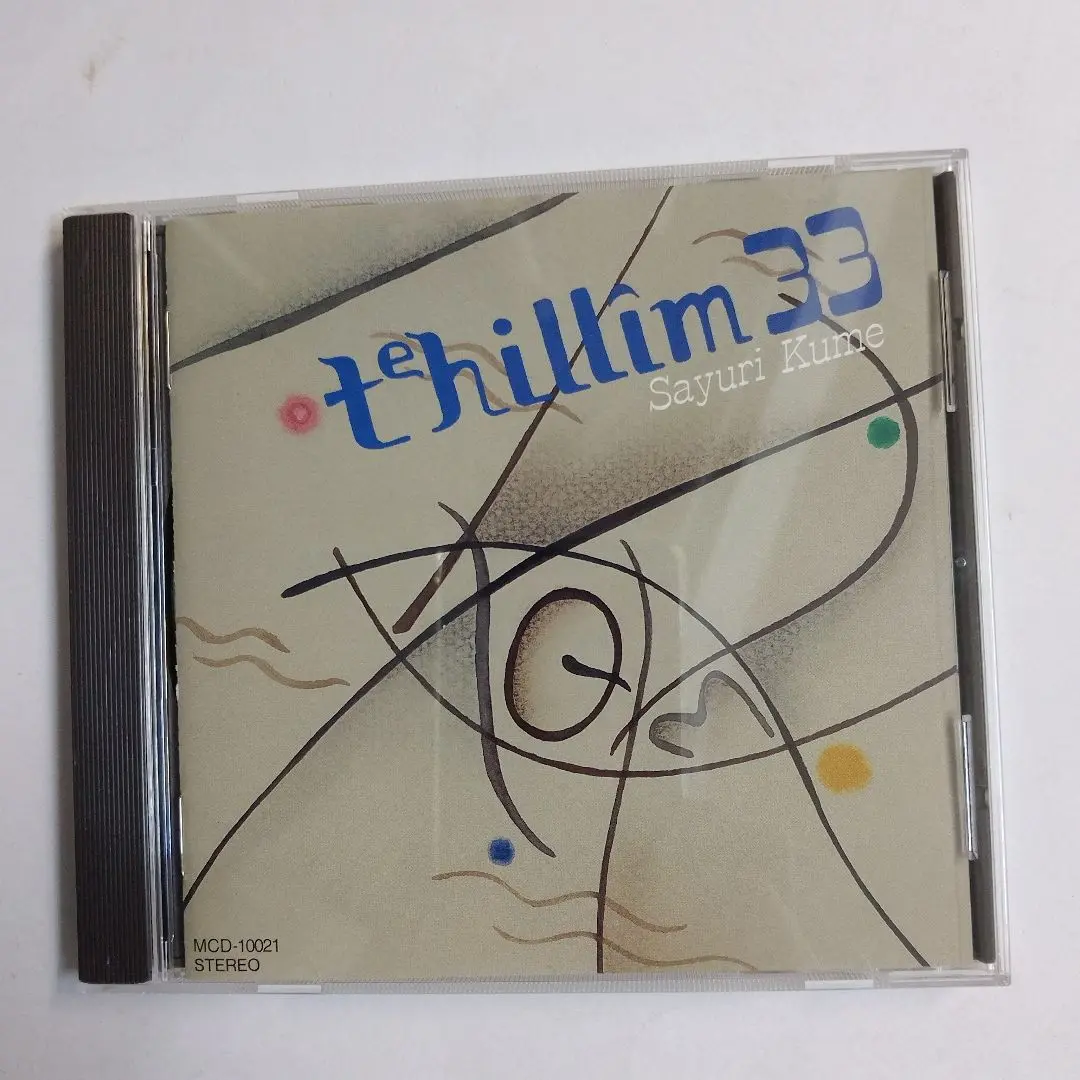 tehillim 33
Sayuri Kume
MCD-10021
STEREO